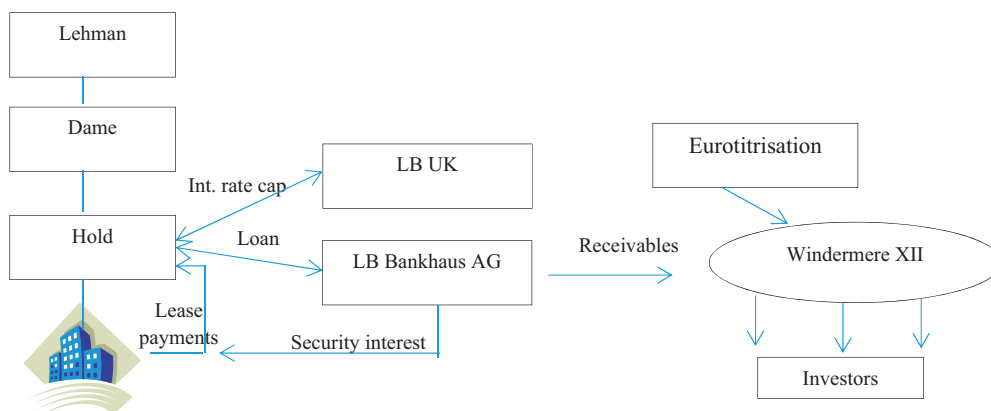 Lehman
Dame
Hold
Int. rate cap
Loan
LB UK
LB Bankhaus AG
Lease
payments
Security interest
Receivables
Eurotitrisation
Windermere XII
Investors